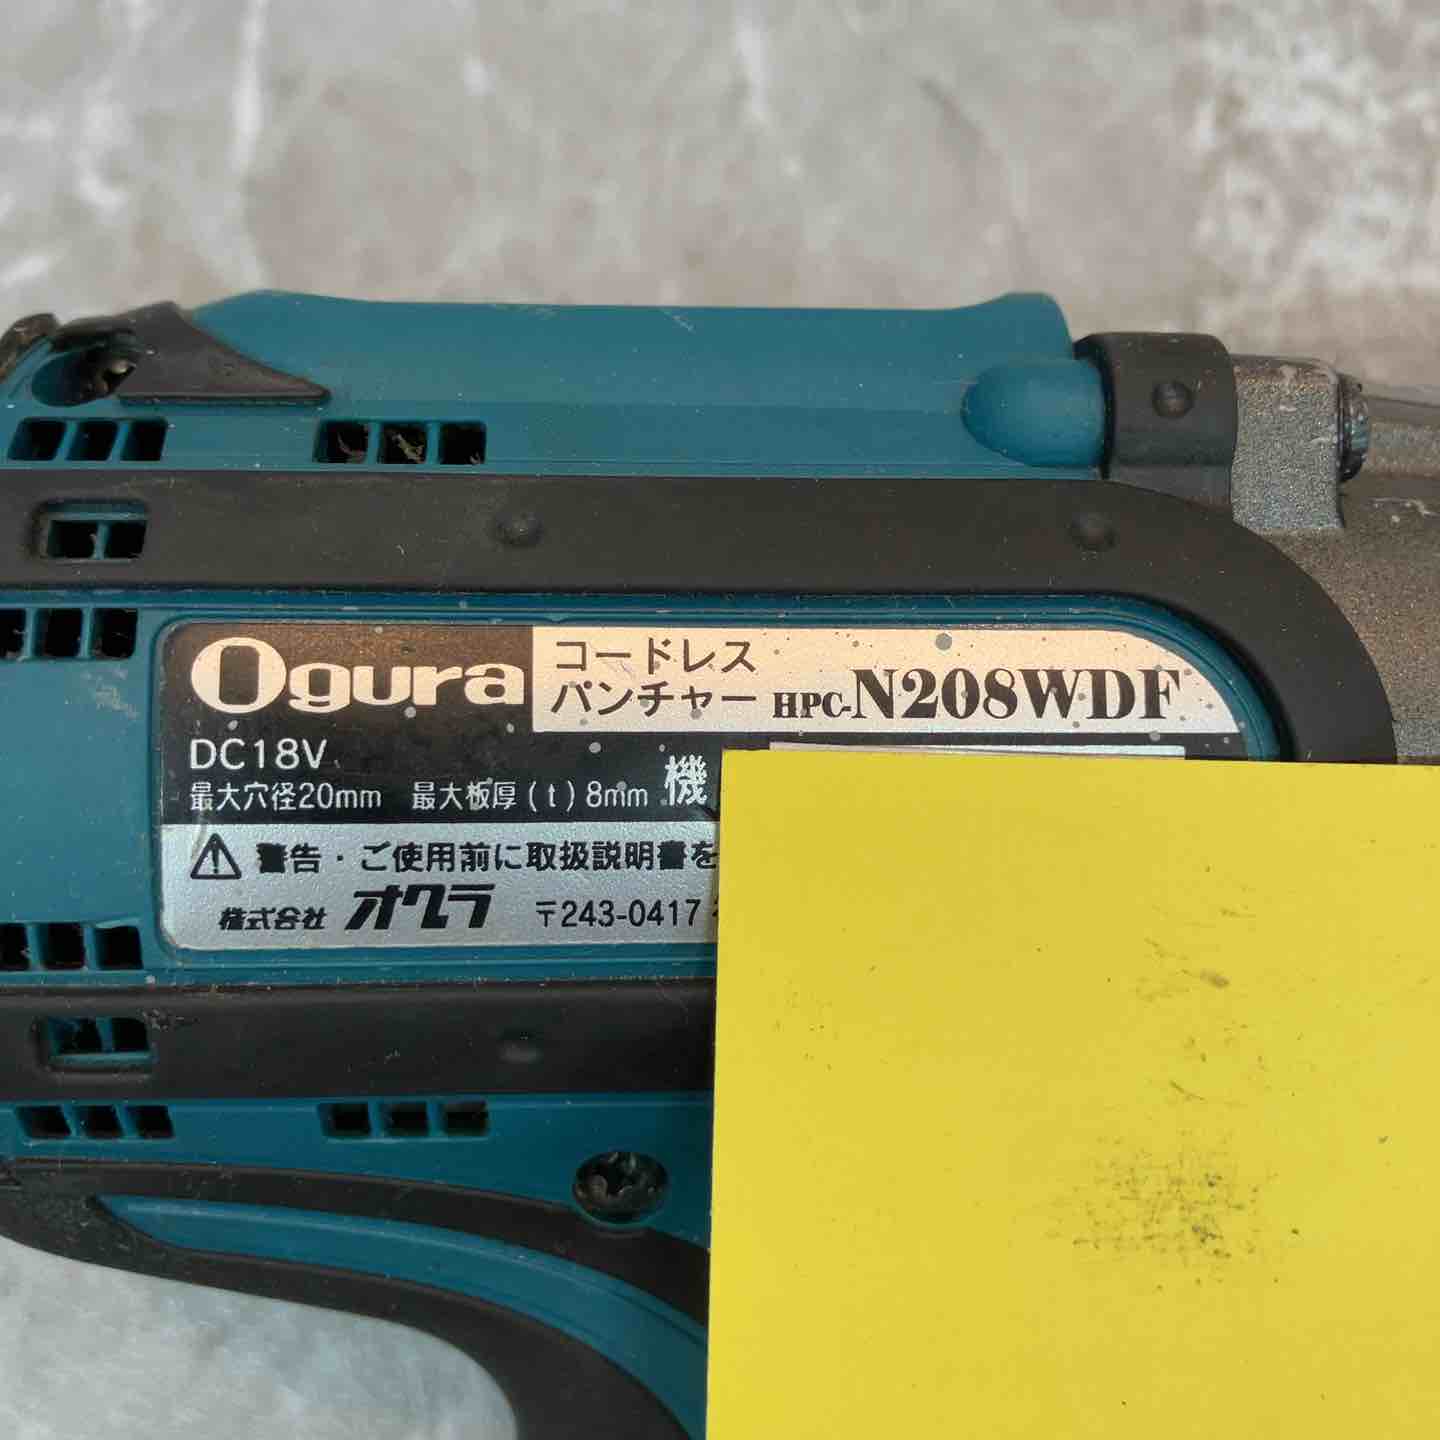 Ogura
コードレス
パンチャー HPC-N208WDF
DC18V
最大穴径20mm 最大板厚(t)8mm 機
警告・ご使用前に取扱説明書を
株式会社 オグラ 〒243-0417